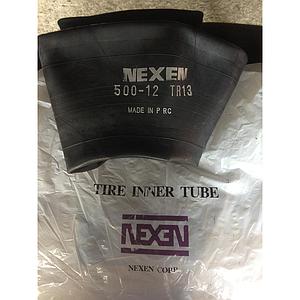 NEXEN
500-12 TR13
MADE IN P RC
TIRE INNER TUBE
NEXEN
NEXEN CORP